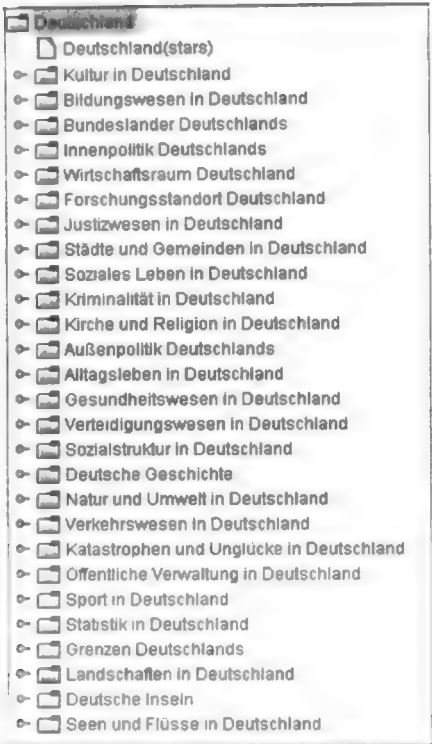 Deutschland
Deutschland(stars)
Kultur in Deutschland
Bildungswesen in Deutschland
Bundeslander Deutschlands
Innenpolitik Deutschlands
Wirtschaftsraum Deutschland
Forschungsstandort Deutschland
Justizwesen in Deutschland
Städte und Gemeinden in Deutschland
Soziales Leben in Deutschland
Kriminalität in Deutschland
Kirche und Religion in Deutschland
Außenpolitik Deutschlands
Alltagsleben in Deutschland
Gesundheitswesen in Deutschland
Verteidigungswesen in Deutschland
Sozialstruktur in Deutschland
Deutsche Geschichte
Natur und Umwelt in Deutschland
Verkehrswesen in Deutschland
Katastrophen und Unglücke in Deutschland
Öffentliche Verwaltung in Deutschland
Sport in Deutschland
Statistik in Deutschland
Grenzen Deutschlands
Landschaften in Deutschland
Deutsche Inseln
Seen und Flüsse in Deutschland